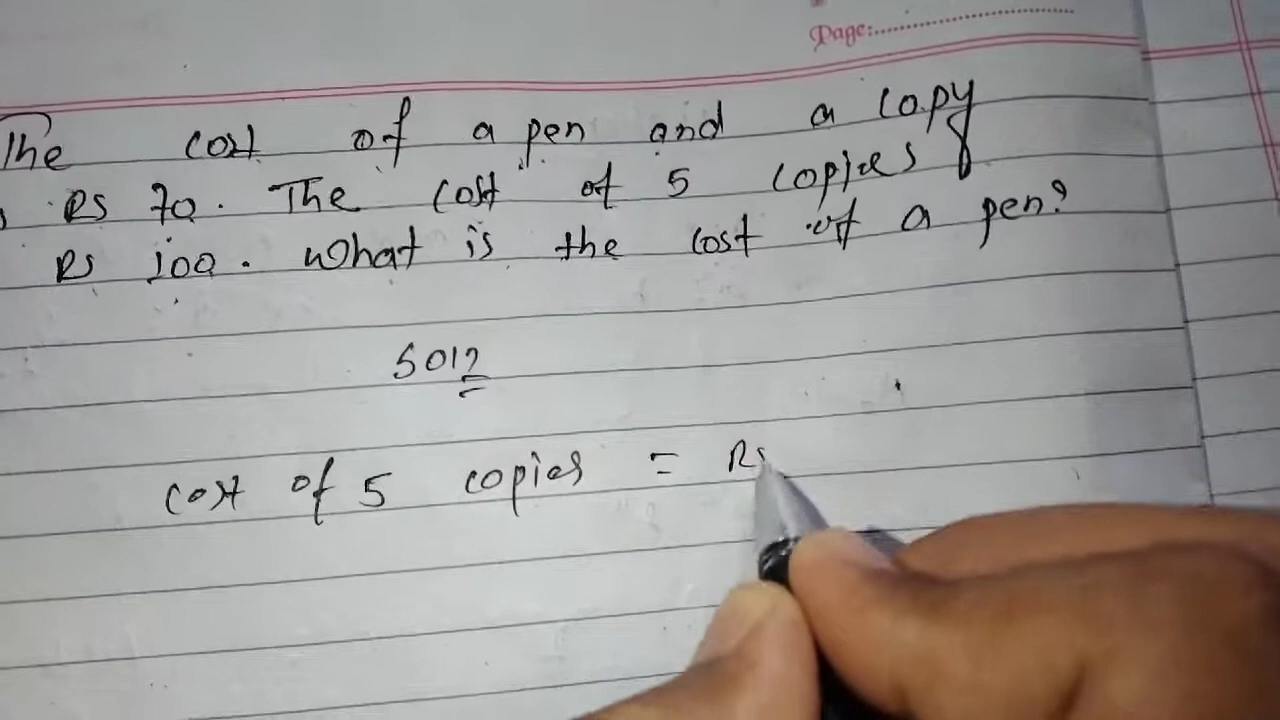 Page:
The cost of a pen and a copy
Rs 70. The cost of 5 copies
Rs 100. What is the cost of a pen?
Soln
cost of 5 copies = Rs